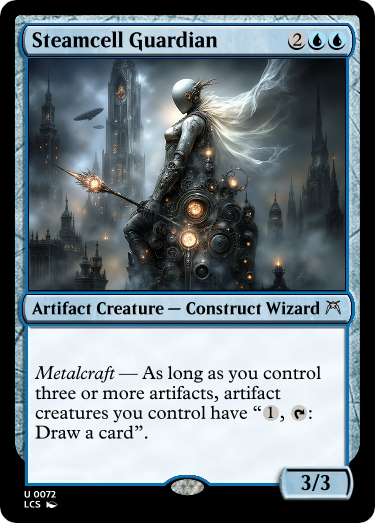 Steamcell Guardian 2
Artifact Creature — Construct Wizard
Metalcraft — As long as you control
three or more artifacts, artifact
creatures you control have “1, :
Draw a card”.
3/3
U 0072
LCS